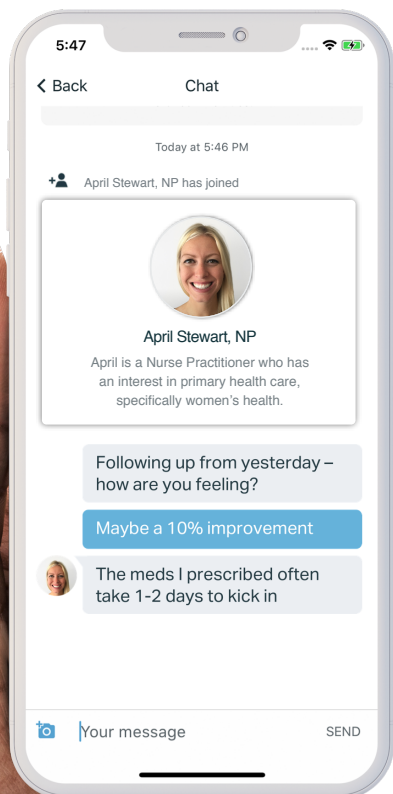 5:47
Back Chat
Today at 5:46 PM
April Stewart, NP has joined
April Stewart, NP
April is a Nurse Practitioner who has
an interest in primary health care,
specifically women's health.
Following up from yesterday –
how are you feeling?
Maybe a 10% improvement
The meds I prescribed often
take 1-2 days to kick in
Your message SEND